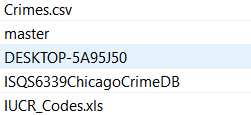 Crimes.csv
master
DESKTOP-5A95J50
ISQS6339ChicagoCrimeDB
IUCR_Codes.xls